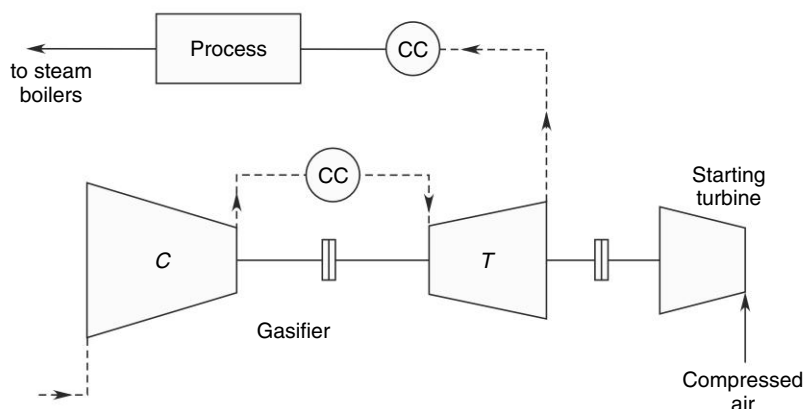 Process
CC
to steam
boilers
CC
Starting
turbine
C
T
Gasifier
Compressed
air